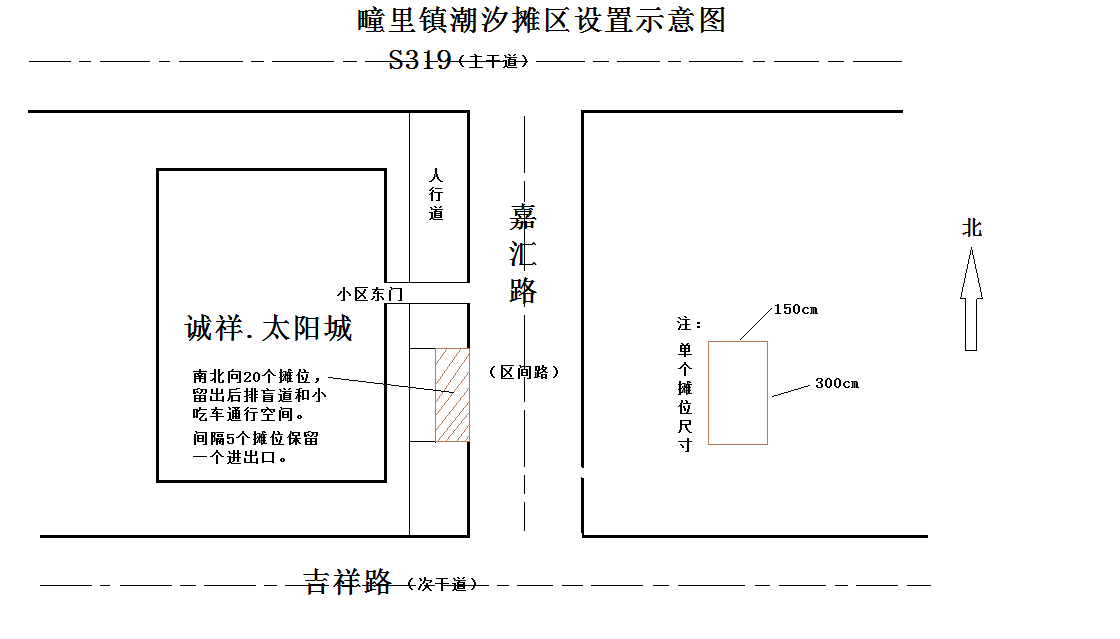 疃里镇潮汐摊区设置示意图
S319（主干道）
人行道
嘉汇路
北
小区东门
诚祥.太阳城
150cm
注：
单个摊位尺寸
300cm
（区间路）
南北向20个摊位，
留出后排盲道和小
吃车通行空间。
间隔5个摊位保留
一个进出口。
吉祥路（次干道）